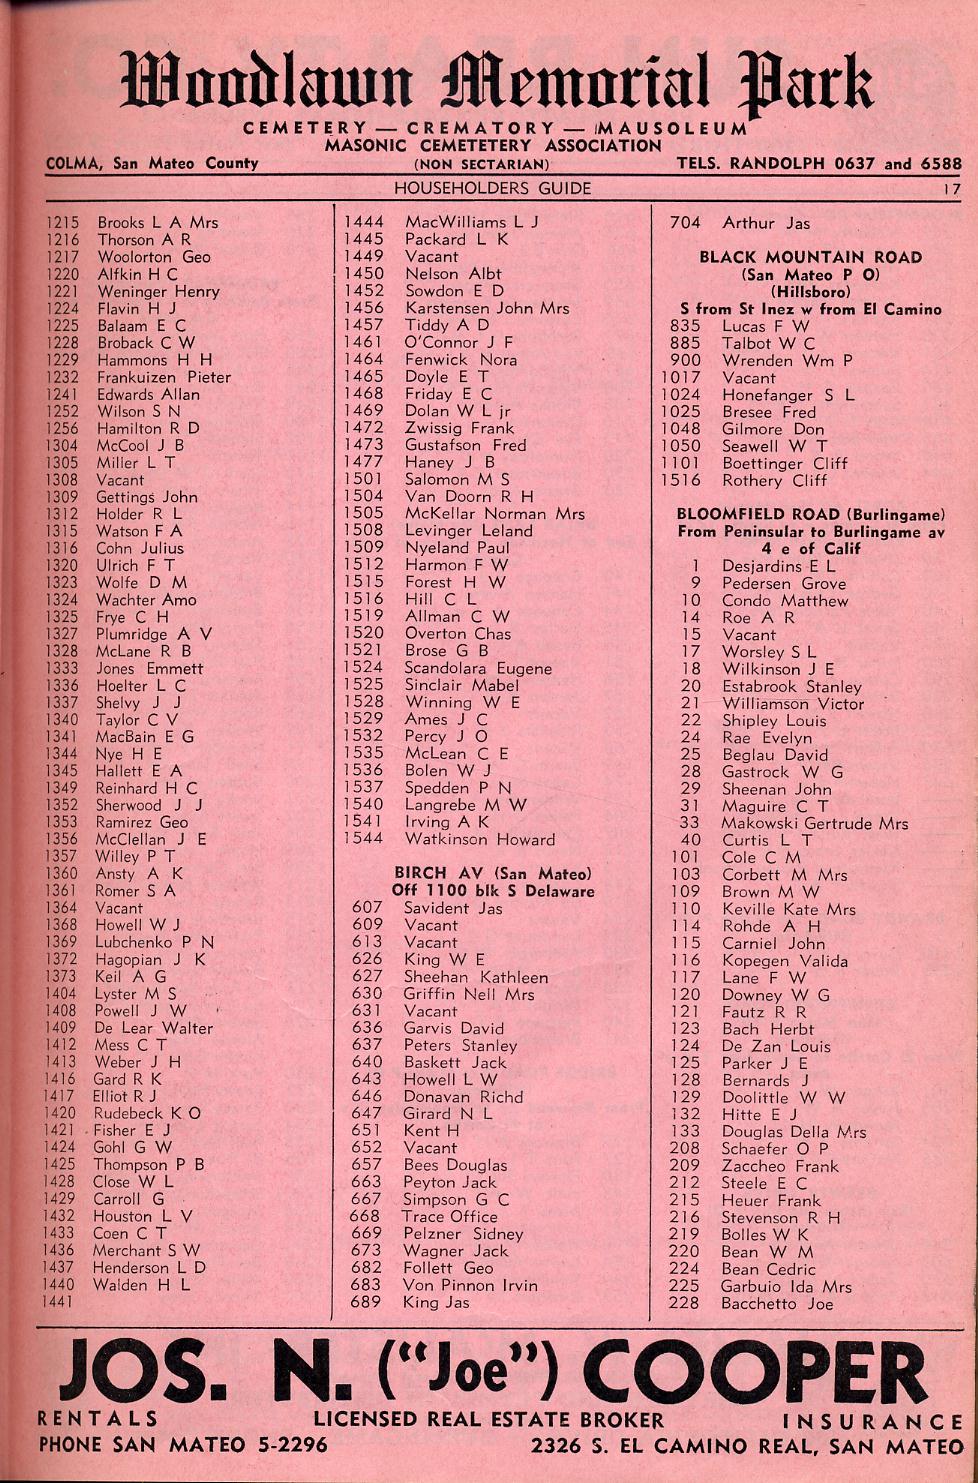 Woodlawn Memorial Park
CEMETERY — CREMATORY — MAUSOLEUM
MASONIC CEMETETERY ASSOCIATION
COLMA, San Mateo County (NON SECTARIAN) TELS. RANDOLPH 0637 and 6588
HOUSEHOLDERS GUIDE 17
1215 Brooks L A Mrs
1216 Thorson A R
1217 Woolorton Geo
1220 Alfkin H C
1221 Weninger Henry
1224 Flavin H J
1225 Balaam E C
1228 Broback C W
1229 Hammons H H
1232 Frankuizen Pieter
1241 Edwards Allan
1252 Wilson S N
1256 Hamilton R D
1304 McCool J B
1305 Miller L T
1308 Vacant
1309 Gettings John
1312 Holder R L
1315 Watson F A
1316 Cohn Julius
1320 Ulrich F T
1323 Wolfe D M
1324 Wachter Amo
1325 Frye C H
1327 Plumridge A V
1328 McLane R B
1333 Jones Emmett
1336 Hoelter L C
1337 Shelvy J J
1340 Taylor C V
1341 MacBain E G
1344 Nye H E
1345 Hallett E A
1349 Reinhard H C
1352 Sherwood J J
1353 Ramirez Geo
1356 McClellan J E
1357 Willey P T
1360 Ansty A K
1361 Romer S A
1364 Vacant
1368 Howell W J
1369 Lubchenko P N
1372 Hagopian J K
1373 Keil A G
1404 Lyster M S
1408 Powell J W
1409 De Lear Walter
1412 Mess C T
1413 Weber J H
1416 Gard R K
1417 Elliot R J
1420 Rudebeck K O
1421 Fisher E J
1424 Gohl G W
1425 Thompson P B
1428 Close W L
1429 Carroll G
1432 Houston L V
1433 Coen C T
1436 Merchant S W
1437 Henderson L D
1440 Walden H L
1441
1444 MacWilliams L J
1445 Packard L K
1449 Vacant
1450 Nelson Albt
1452 Sowdon E D
1456 Karstensen John Mrs
1457 Tiddy A D
1461 O'Connor J F
1464 Fenwick Nora
1465 Doyle E T
1468 Friday E C
1469 Dolan W L jr
1472 Zwissig Frank
1473 Gustafson Fred
1477 Haney J B
1501 Salomon M S
1504 Van Doorn R H
1505 McKellar Norman Mrs
1508 Levinger Leland
1509 Nyeland Paul
1512 Harmon F W
1515 Forest H W
1516 Hill C L
1519 Allman C W
1520 Overton Chas
1521 Brose G B
1524 Scandolara Eugene
1525 Sinclair Mabel
1528 Winning W E
1529 Ames J C
1532 Percy J O
1535 McLean C E
1536 Bolen W J
1537 Spedden P N
1540 Langrebe M W
1541 Irving A K
1544 Watkinson Howard
BIRCH AV (San Mateo)
Off 1100 blk S Delaware
607 Savident Jas
609 Vacant
613 Vacant
626 King W E
627 Sheehan Kathleen
630 Griffin Nell Mrs
631 Vacant
636 Garvis David
637 Peters Stanley
640 Baskett Jack
643 Howell L W
646 Donavan Richd
647 Girard N L
651 Kent H
652 Vacant
657 Bees Douglas
663 Peyton Jack
667 Simpson G C
668 Trace Office
669 Pelzner Sidney
673 Wagner Jack
682 Follett Geo
683 Von Pinnon Irvin
689 King Jas
704 Arthur Jas
BLACK MOUNTAIN ROAD
(San Mateo P O)
(Hillsboro)
S from St Inez w from El Camino
835 Lucas F W
885 Talbot W C
900 Wrenden Wm P
1017 Vacant
1024 Honefanger S L
1025 Bresee Fred
1048 Gilmore Don
1050 Seawell W T
1101 Boettinger Cliff
1516 Rothery Cliff
BLOOMFIELD ROAD (Burlingame)
From Peninsular to Burlingame av
4 e of Calif
1 Desjardins E L
9 Pedersen Grove
10 Condo Matthew
14 Roe A R
15 Vacant
17 Worsley S L
18 Wilkinson J E
20 Estabrook Stanley
21 Williamson Victor
22 Shipley Louis
24 Rae Evelyn
25 Beglau David
28 Gastrock W G
29 Sheenan John
31 Maguire C T
33 Makowski Gertrude Mrs
40 Curtis L T
101 Cole C M
103 Corbett M Mrs
109 Brown M W
110 Keville Kate Mrs
114 Rohde A H
115 Carniel John
116 Kopegen Valida
117 Lane F W
120 Downey W G
121 Fautz R R
123 Bach Herbt
124 De Zan Louis
125 Parker J E
128 Bernards J
129 Doolittle W W
132 Hitte E J
133 Douglas Della Mrs
208 Schaefer O P
209 Zaccheo Frank
212 Steele E C
215 Heuer Frank
216 Stevenson R H
219 Bolles W K
220 Bean W M
224 Bean Cedric
225 Garbuio Ida Mrs
228 Bacchetto Joe
JOS. N. ("Joe") COOPER
RENTALS LICENSED REAL ESTATE BROKER INSURANCE
PHONE SAN MATEO 5-2296 2326 S. EL CAMINO REAL, SAN MATEO